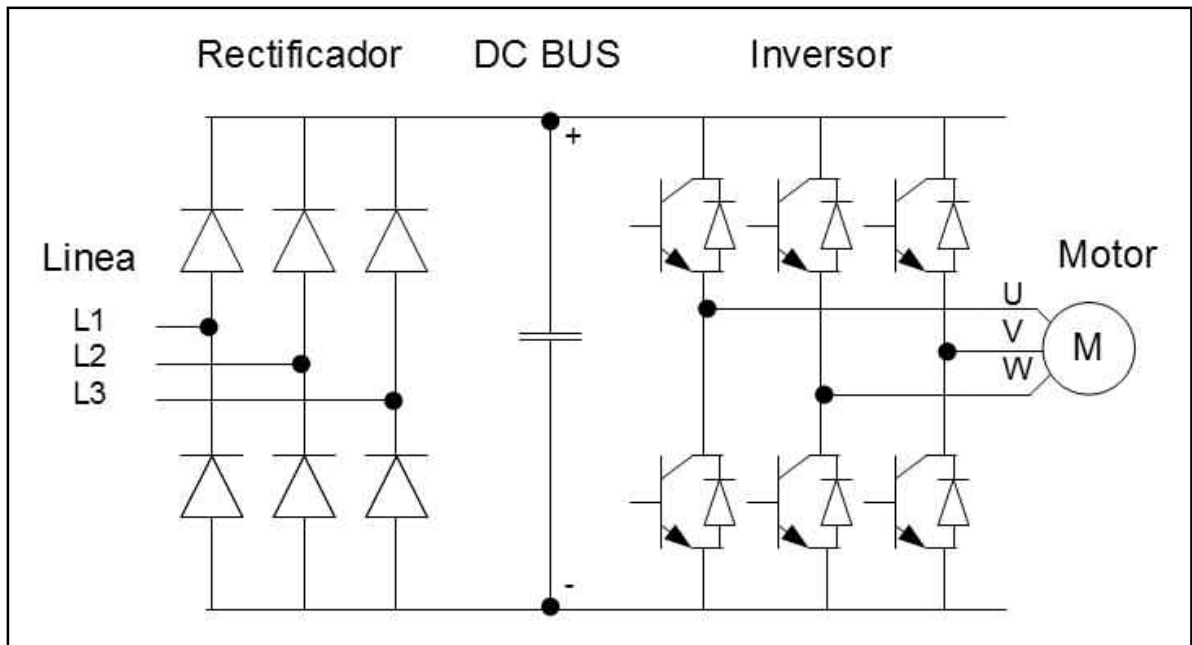 Rectificador
DC BUS
Inversor
+
Linea
Motor
L1
L2
L3
U
V
W
M
-